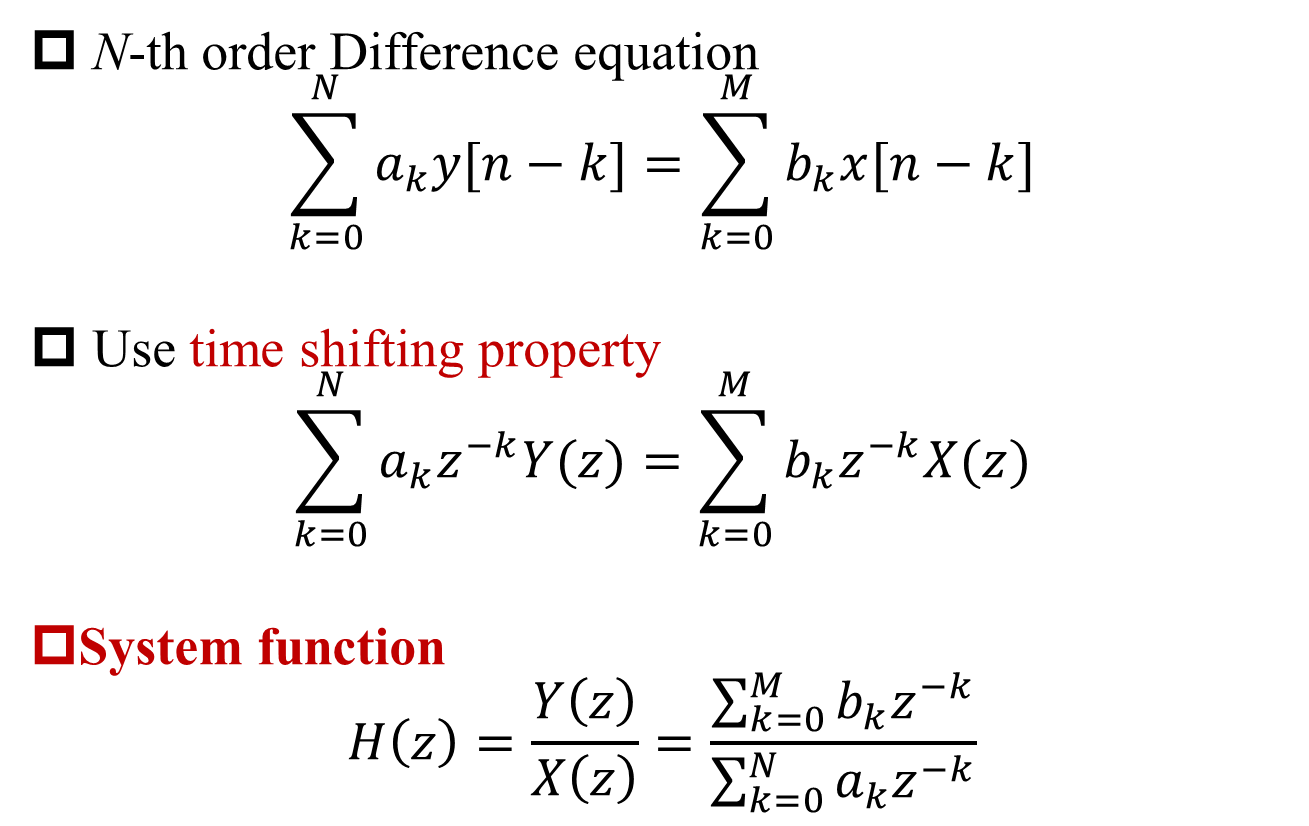 ❑ N-th order Difference equation
\sum_{k=0}^{N} a_k y[n-k] = \sum_{k=0}^{M} b_k x[n-k]
❑ Use time shifting property
\sum_{k=0}^{N} a_k z^{-k} Y(z) = \sum_{k=0}^{M} b_k z^{-k} X(z)
❑System function
H(z) = \frac{Y(z)}{X(z)} = \frac{\sum_{k=0}^{M} b_k z^{-k}}{\sum_{k=0}^{N} a_k z^{-k}}